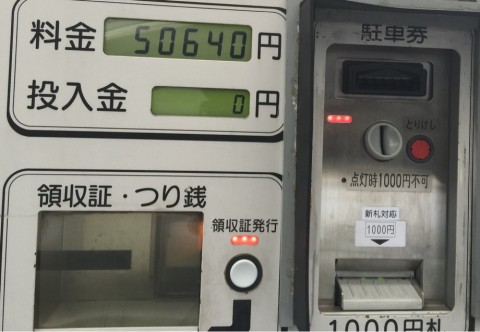 料金 50640円
投入金 0円
領収証・つり銭
領収証発行
駐車券
とりけし
・点灯時1000円不可
新札対応
1000円
1000円札